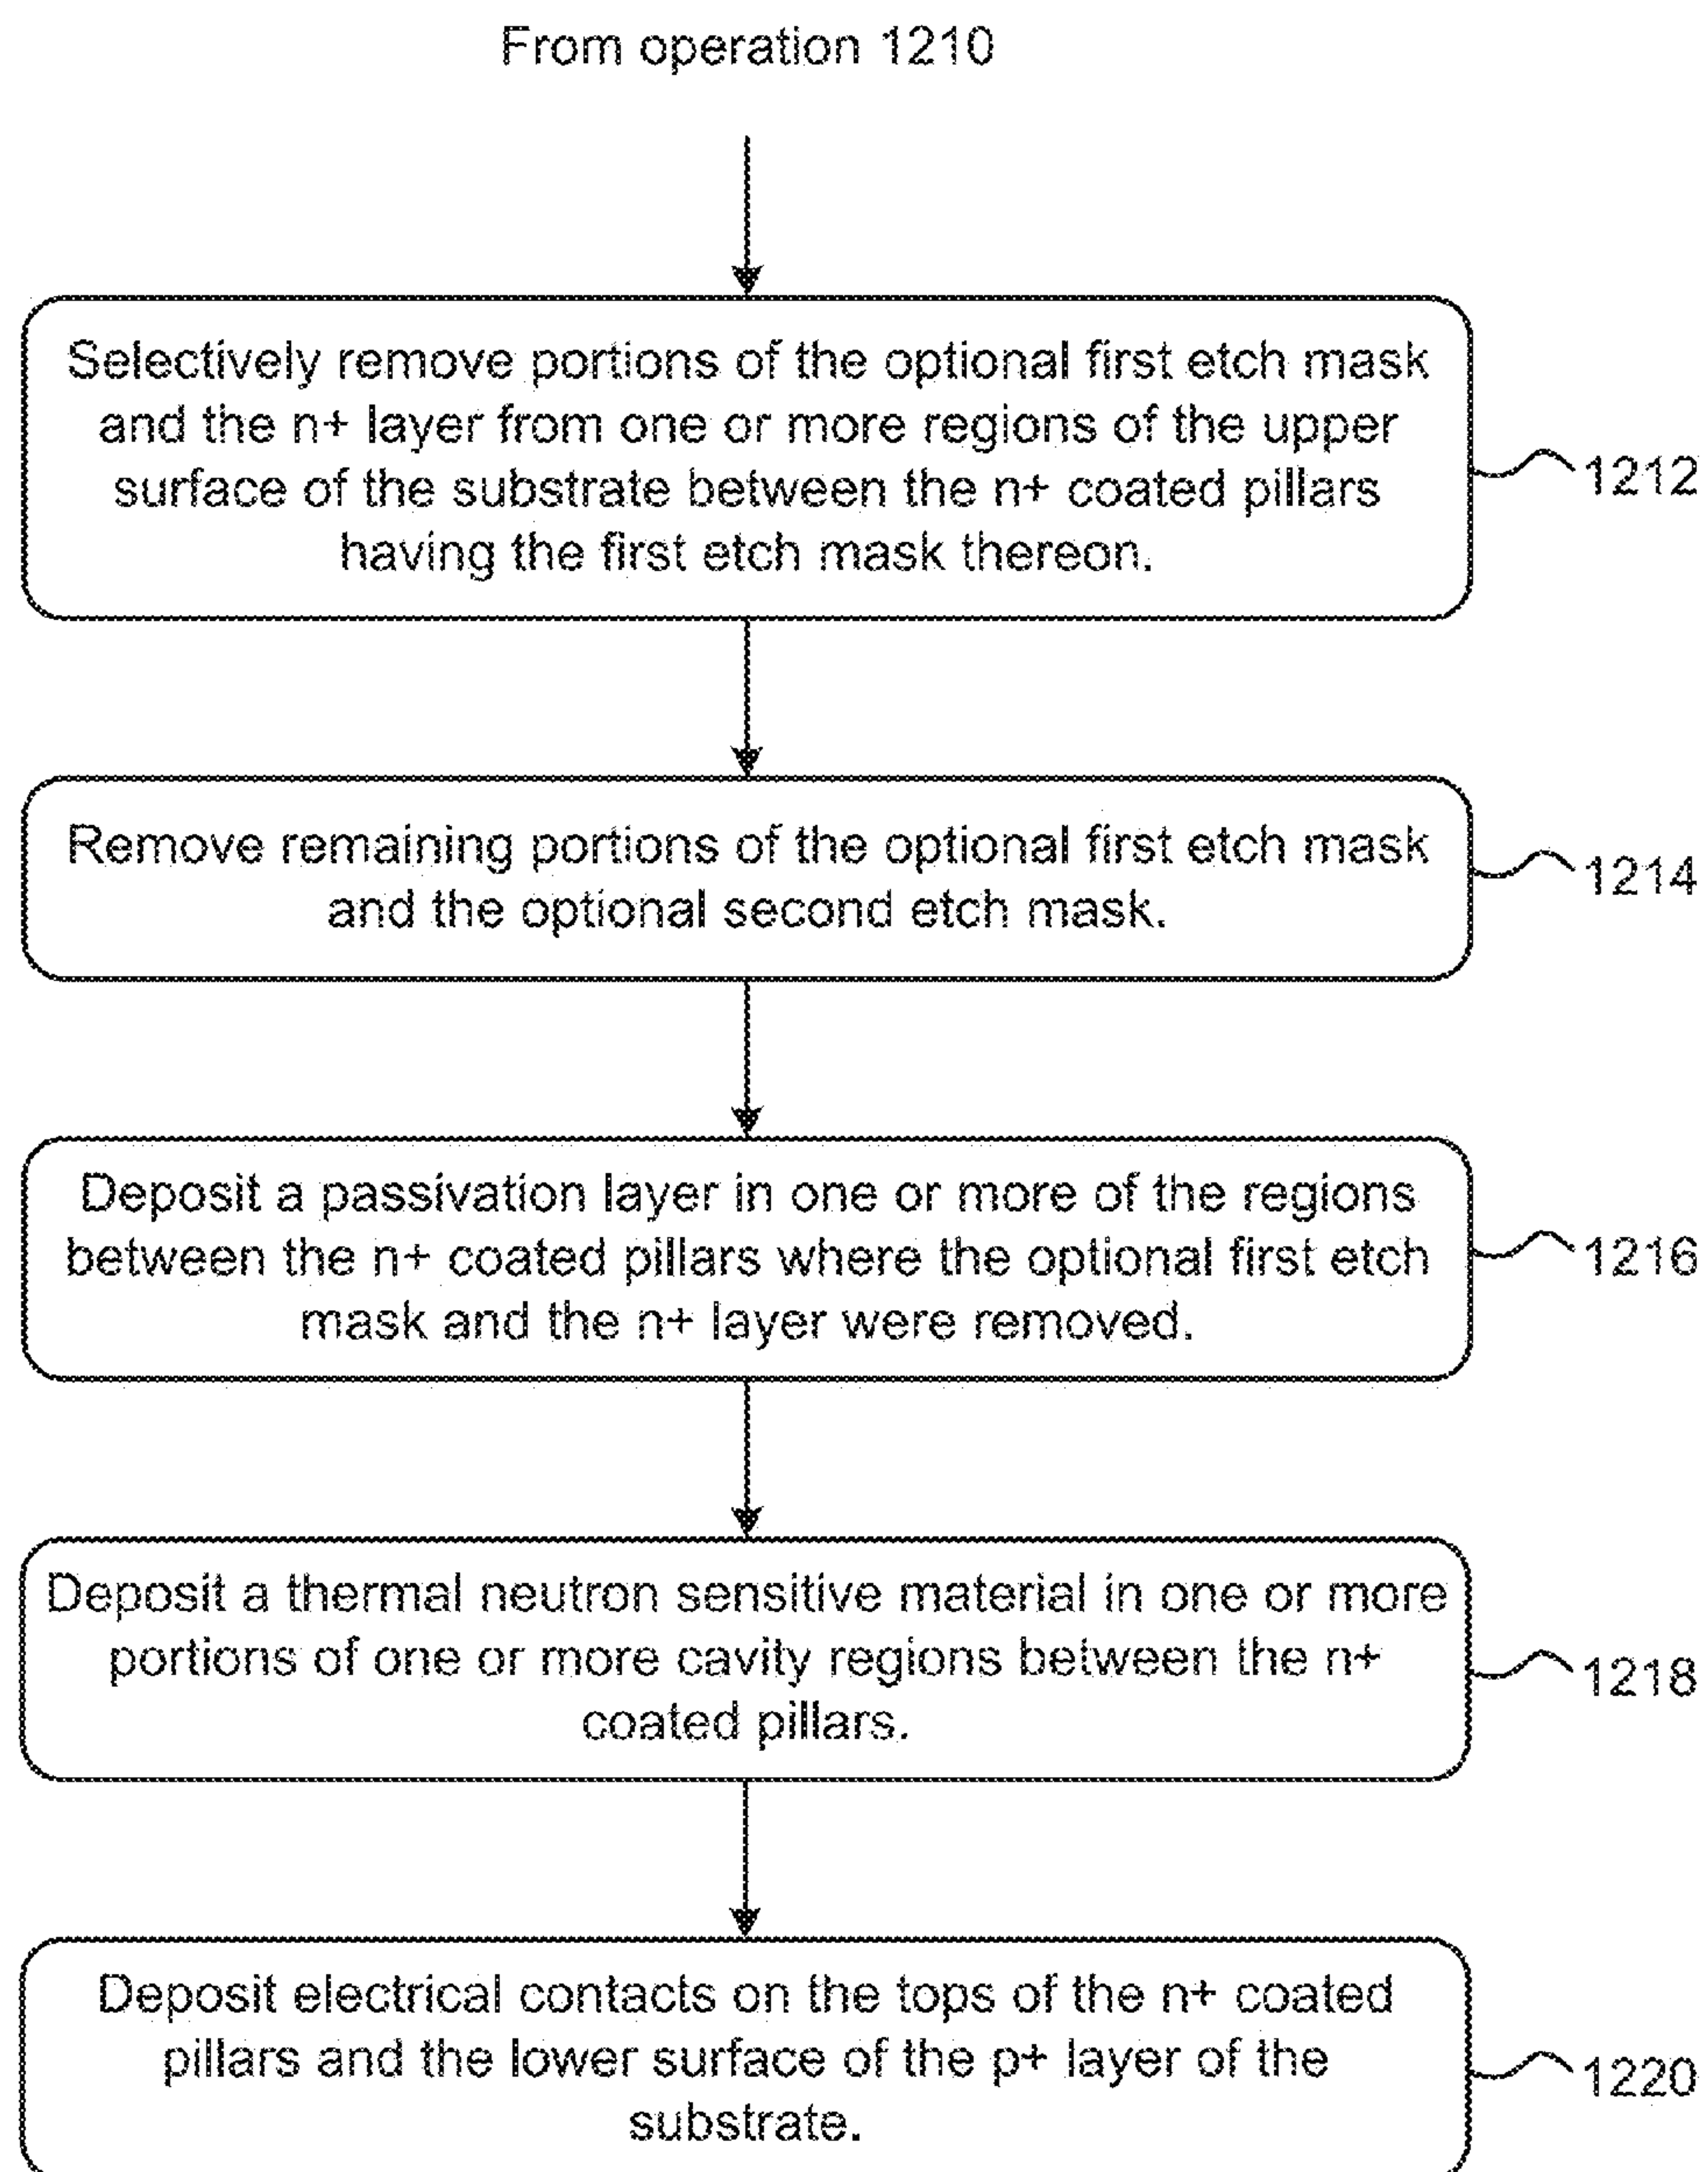 From operation 1210
Selectively remove portions of the optional first etch mask
and the n+ layer from one or more regions of the upper
surface of the substrate between the n+ coated pillars
having the first etch mask thereon.
1212
Remove remaining portions of the optional first etch mask
and the optional second etch mask.
1214
Deposit a passivation layer in one or more of the regions
between the n+ coated pillars where the optional first etch
mask and the n+ layer were removed.
1216
Deposit a thermal neutron sensitive material in one or more
portions of one or more cavity regions between the n+
coated pillars.
1218
Deposit electrical contacts on the tops of the n+ coated
pillars and the lower surface of the p+ layer of the
substrate.
1220